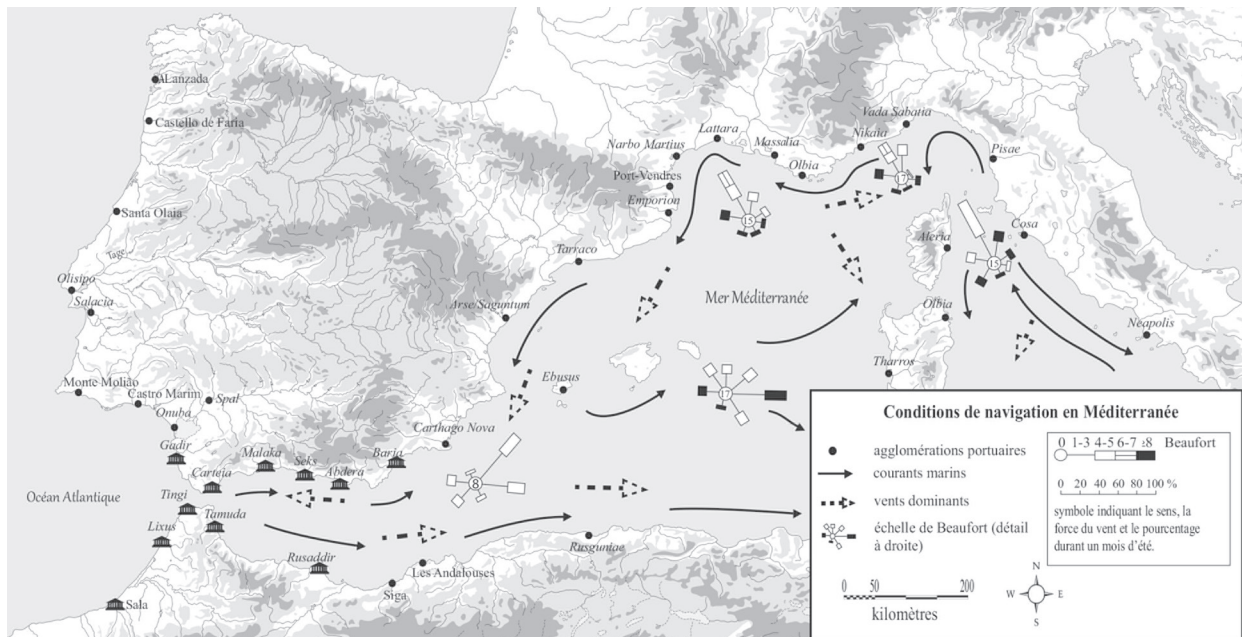 ALanzada
Castello de Faria
Santa Olaia
Tage
Olisipo
Salacia
Monte Molião
Castro Marim
Onuba
Spal
Gadir
Carteia
Malaka
Seks
Abdera
Baria
Carthago Nova
Océan Atlantique
Tingi
Tamuda
Lixus
Rusaddir
Sala
Siga
Les Andalouses
Rusguniae
Ebusus
Arse/Saguntum
Tarraco
Emporion
Port-Vendres
Narbo Martius
Lattara
Massalia
Olbia
Nikaia
Vada Sabatia
Pisae
Aleria
Cosa
Olbia
Tharros
Neapolis
Mer Méditerranée
15
17
15
17
8
Conditions de navigation en Méditerranée
agglomérations portuaires
courants marins
vents dominants
échelle de Beaufort (détail
à droite)
0 50 200
kilomètres
0 1-3 4-5 6-7 ≥8 Beaufort
0 20 40 60 80 100 %
symbole indiquant le sens, la
force du vent et le pourcentage
durant un mois d'été.
N
W E
S